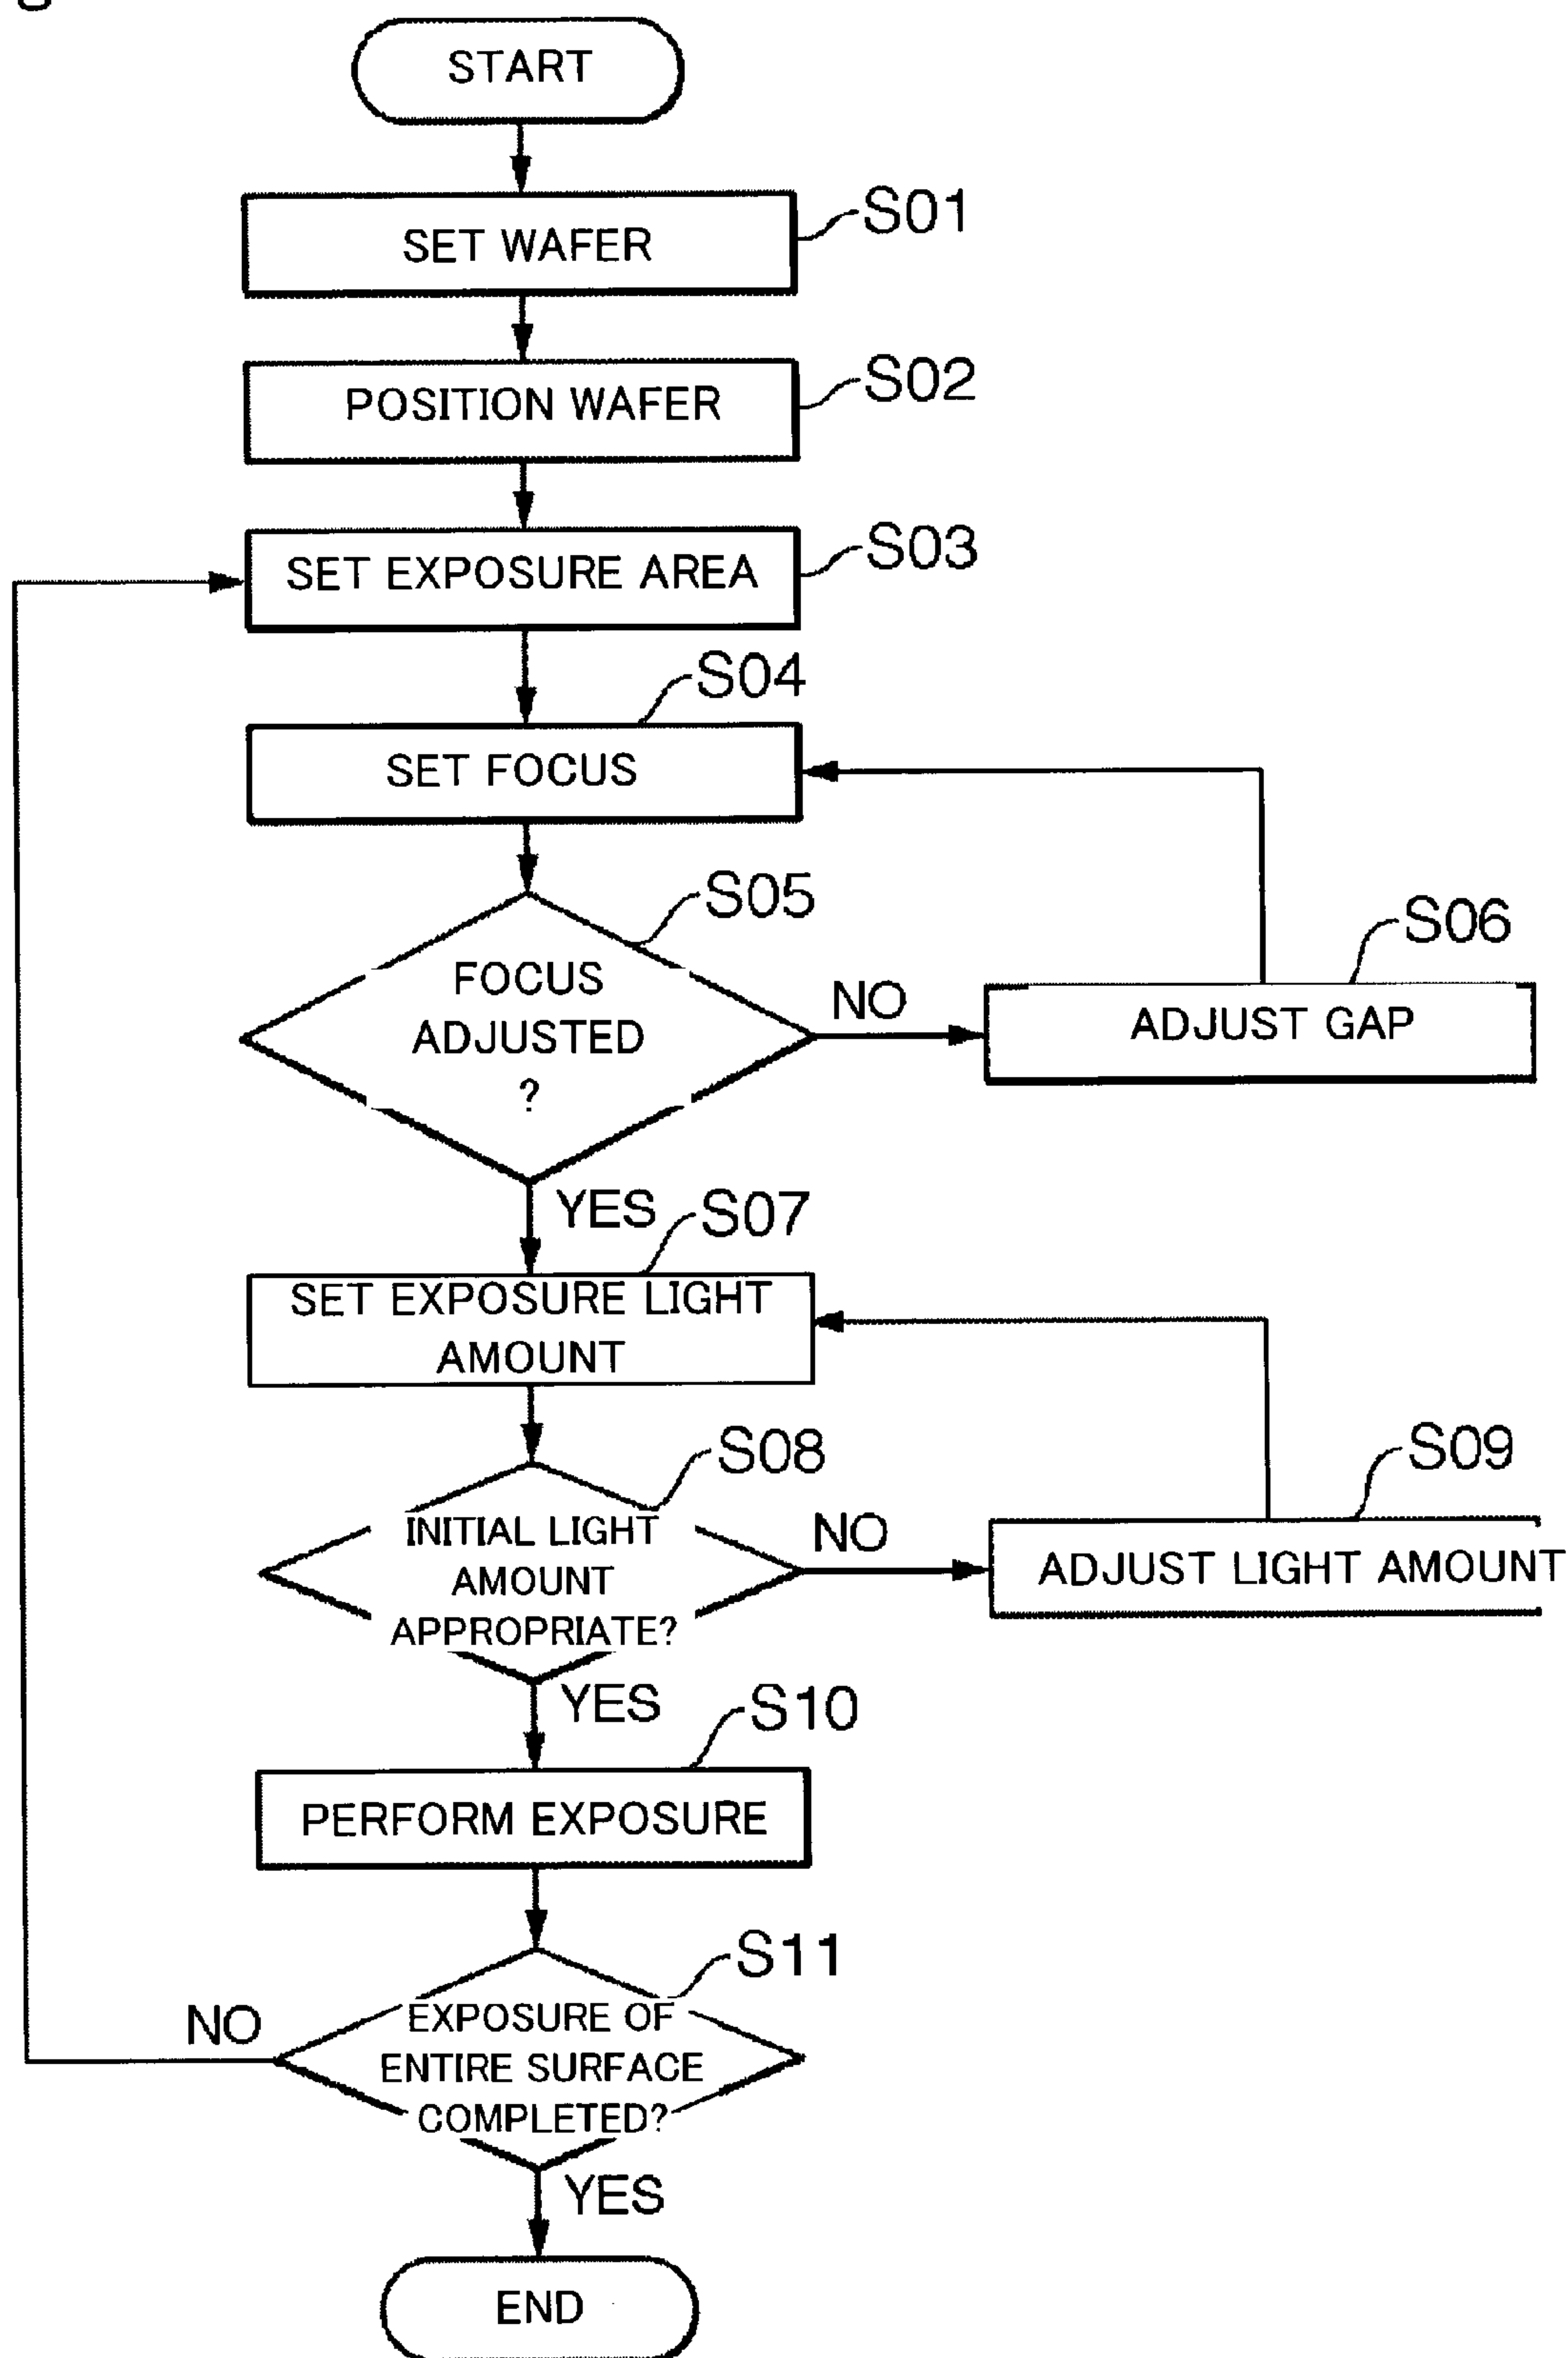 START
SET WAFER
S01
POSITION WAFER
S02
SET EXPOSURE AREA
S03
S04
SET FOCUS
S05
FOCUS
ADJUSTED
?
NO
S06
ADJUST GAP
YES
S07
SET EXPOSURE LIGHT
AMOUNT
S08
INITIAL LIGHT
AMOUNT
APPROPRIATE?
NO
S09
ADJUST LIGHT AMOUNT
YES
S10
PERFORM EXPOSURE
S11
EXPOSURE OF
ENTIRE SURFACE
COMPLETED?
NO
YES
END